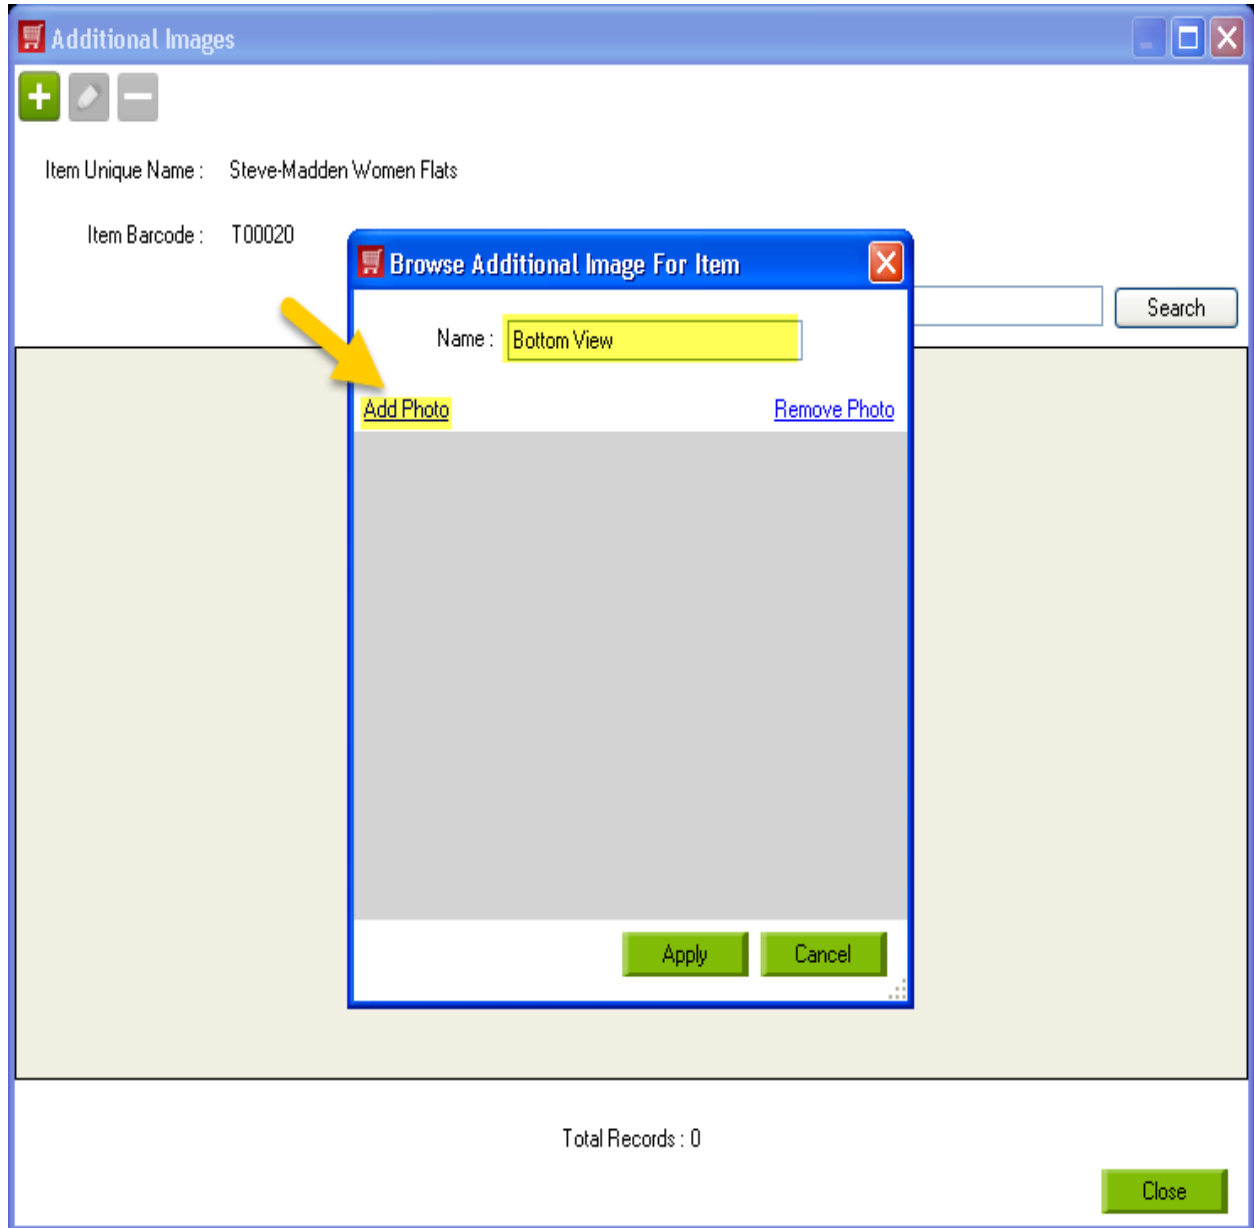 Additional Images
Item Unique Name : Steve-Madden Women Flats
Item Barcode : T00020
Browse Additional Image For Item
Search
Name : Bottom View
Add Photo Remove Photo
Apply Cancel
Total Records : 0
Close